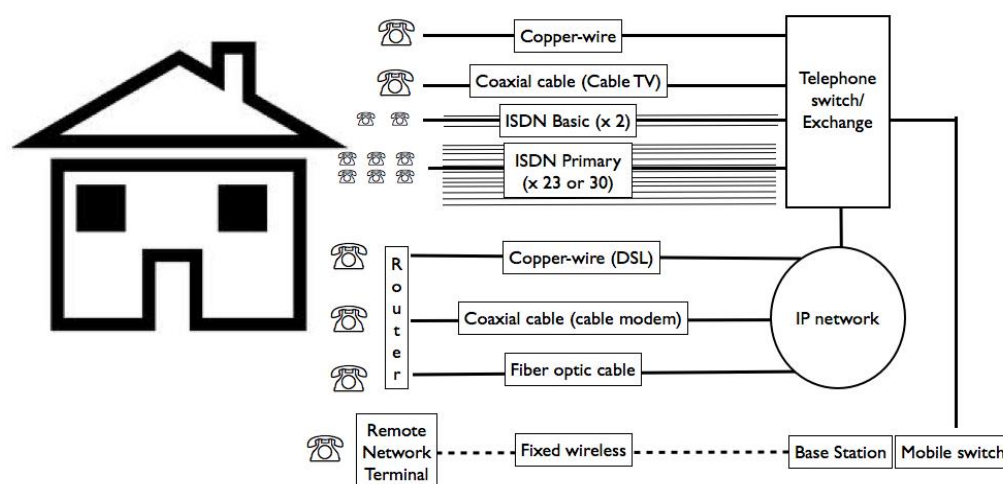 Copper-wire
Coaxial cable (Cable TV)
Telephone
switch/
Exchange
ISDN Basic (x 2)
ISDN Primary
(x 23 or 30)
Router
Copper-wire (DSL)
Coaxial cable (cable modem)
IP network
Fiber optic cable
Remote
Network
Terminal
Fixed wireless
Base Station
Mobile switch